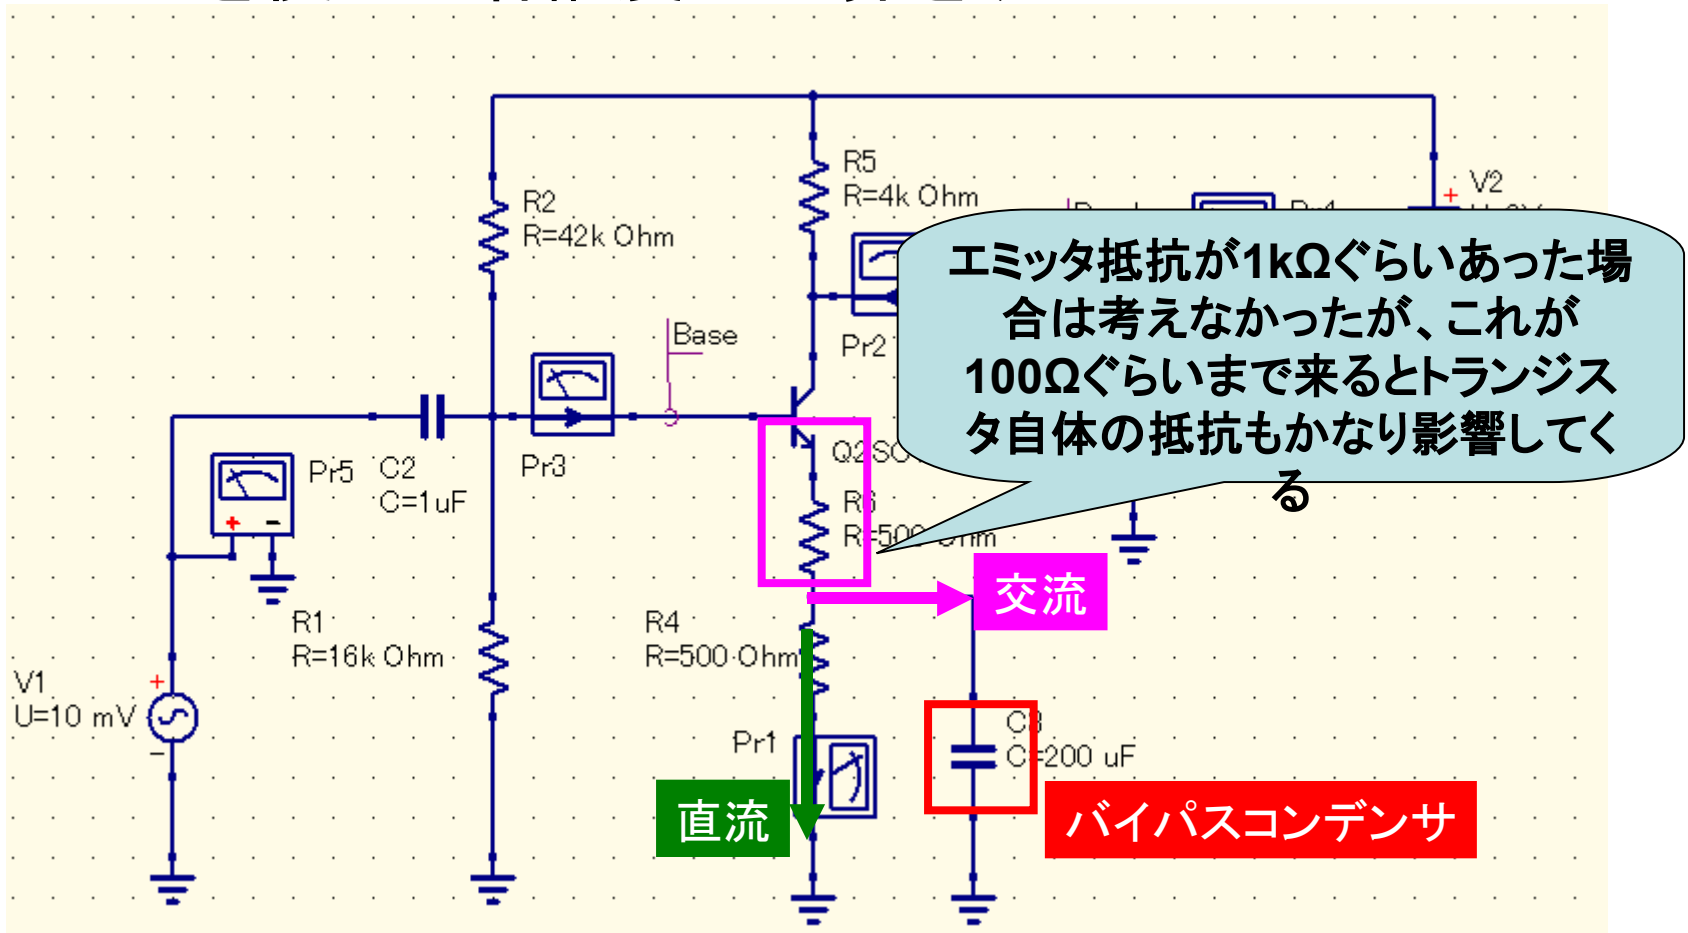 R5
R=4k Ohm
V2
R2
R=42k Ohm
エミッタ抵抗が1kΩぐらいあった場
合は考えなかったが、これが
100Ωぐらいまで来るとトランジス
タ自体の抵抗もかなり影響してく
る
Base
Pr2
Pr5
C2
C=1uF
Pr3
R6
交流
R1
R=16k Ohm
R4
R=500 Ohm
V1
U=10 mV
Pr1
C3
C=200 uF
直流
バイパスコンデンサ